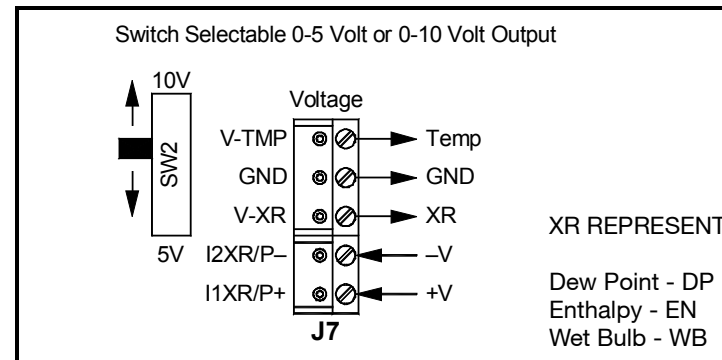 Switch Selectable 0-5 Volt or 0-10 Volt Output
10V
Voltage
SW2
V-TMP Temp
GND GND
V-XR XR
XR REPRESENT
5V I2XR/P– –V
Dew Point - DP
I1XR/P+ +V
Enthalpy - EN
J7
Wet Bulb - WB